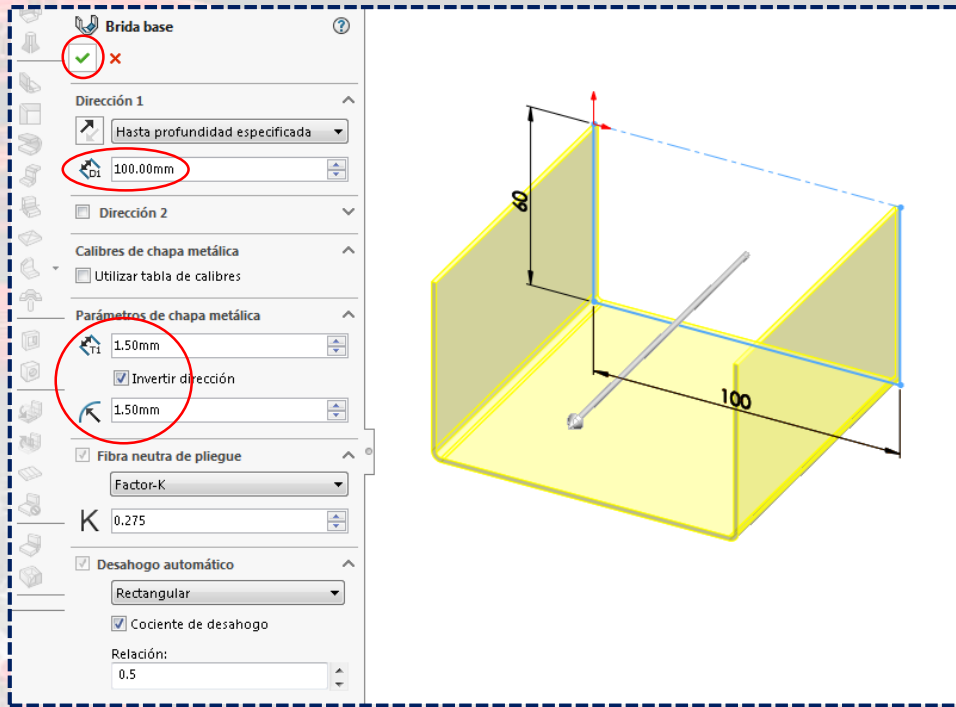 Brida base
Dirección 1
Hasta profundidad especificada
D1
100.00mm
Dirección 2
Calibres de chapa metálica
Utilizar tabla de calibres
Parámetros de chapa metálica
T1
1.50mm
Invertir dirección
1.50mm
Fibra neutra de pliegue
Factor-K
K
0.275
Desahogo automático
Rectangular
Cociente de desahogo
Relación:
0.5
60
100